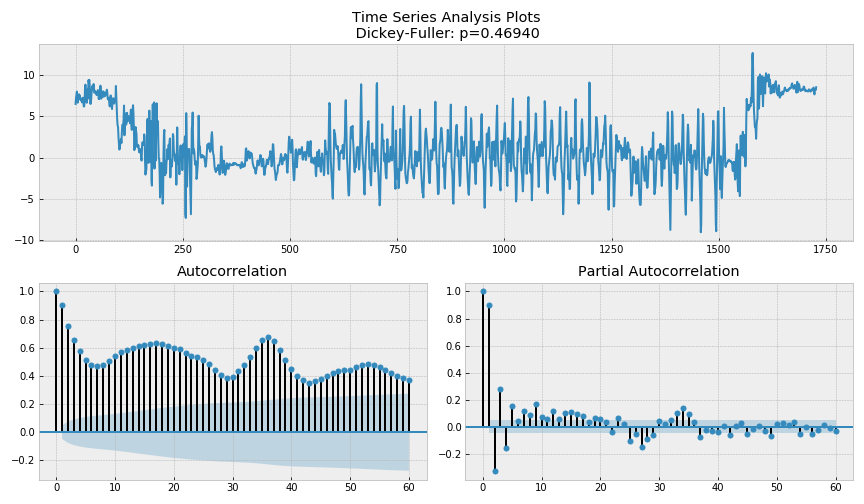 Time Series Analysis Plots
Dickey-Fuller: p=0.46940
10
5
0
−5
−10
0 250 500 750 1000 1250 1500 1750
Autocorrelation
1.0
0.8
0.6
0.4
0.2
0.0
−0.2
0 10 20 30 40 50 60
Partial Autocorrelation
1.0
0.8
0.6
0.4
0.2
0.0
−0.2
0 10 20 30 40 50 60